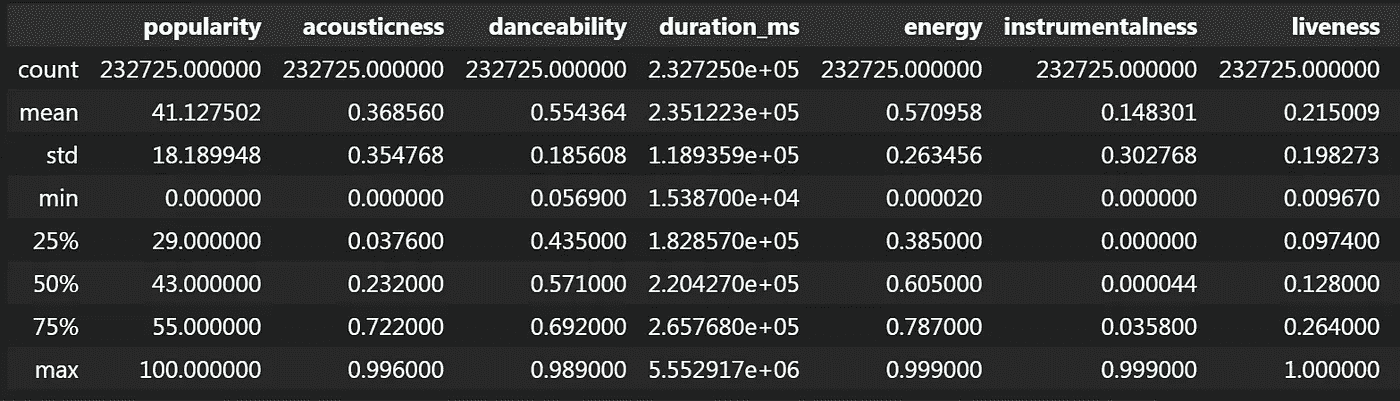 popularity acousticness danceability duration_ms energy instrumentalness liveness
count 232725.000000 232725.000000 232725.000000 2.327250e+05 232725.000000 232725.000000 232725.000000
mean 41.127502 0.368560 0.554364 2.351223e+05 0.570958 0.148301 0.215009
std 18.189948 0.354768 0.185608 1.189359e+05 0.263456 0.302768 0.198273
min 0.000000 0.000000 0.056900 1.538700e+04 0.000020 0.000000 0.009670
25% 29.000000 0.037600 0.435000 1.828570e+05 0.385000 0.000000 0.097400
50% 43.000000 0.232000 0.571000 2.204270e+05 0.605000 0.000044 0.128000
75% 55.000000 0.722000 0.692000 2.657680e+05 0.787000 0.035800 0.264000
max 100.000000 0.996000 0.989000 5.552917e+06 0.999000 0.999000 1.000000